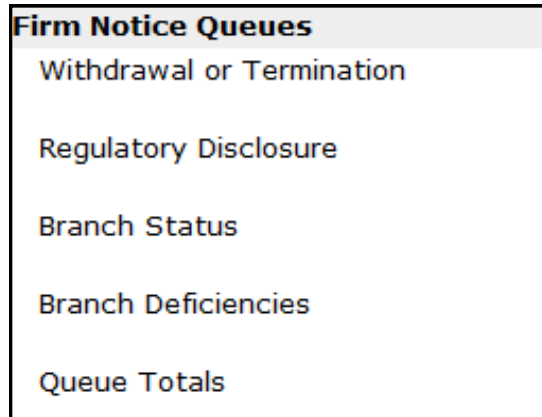 Firm Notice Queues
Withdrawal or Termination
Regulatory Disclosure
Branch Status
Branch Deficiencies
Queue Totals